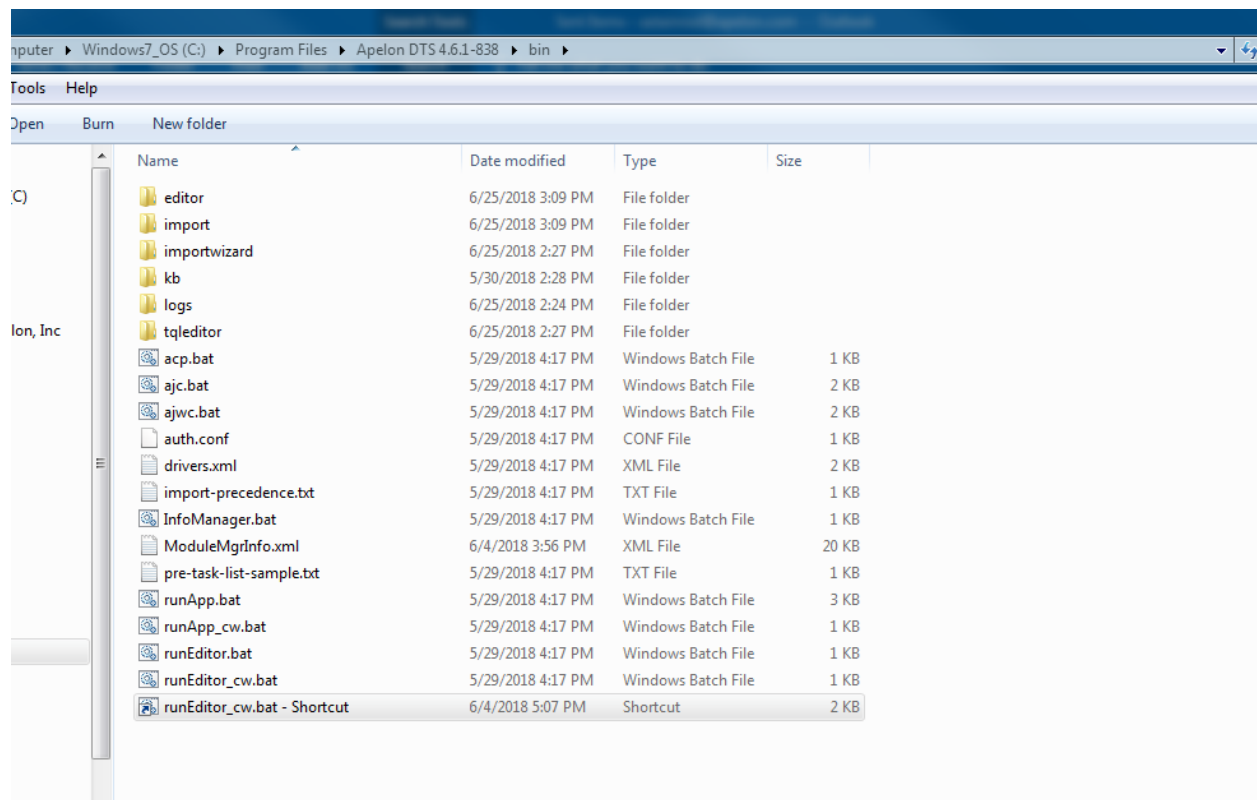 Search Tools
mputer ▸ Windows7_OS (C:) ▸ Program Files ▸ Apelon DTS 4.6.1-838 ▸ bin ▸
Tools Help
Open Burn New folder
Name Date modified Type Size
(C) editor 6/25/2018 3:09 PM File folder
import 6/25/2018 3:09 PM File folder
importwizard 6/25/2018 2:27 PM File folder
kb 5/30/2018 2:28 PM File folder
logs 6/25/2018 2:24 PM File folder
lon, Inc tqleditor 6/25/2018 2:27 PM File folder
acp.bat 5/29/2018 4:17 PM Windows Batch File 1 KB
ajc.bat 5/29/2018 4:17 PM Windows Batch File 2 KB
ajwc.bat 5/29/2018 4:17 PM Windows Batch File 2 KB
auth.conf 5/29/2018 4:17 PM CONF File 1 KB
drivers.xml 5/29/2018 4:17 PM XML File 2 KB
import-precedence.txt 5/29/2018 4:17 PM TXT File 1 KB
InfoManager.bat 5/29/2018 4:17 PM Windows Batch File 1 KB
ModuleMgrInfo.xml 6/4/2018 3:56 PM XML File 20 KB
pre-task-list-sample.txt 5/29/2018 4:17 PM TXT File 1 KB
runApp.bat 5/29/2018 4:17 PM Windows Batch File 3 KB
runApp_cw.bat 5/29/2018 4:17 PM Windows Batch File 1 KB
runEditor.bat 5/29/2018 4:17 PM Windows Batch File 1 KB
runEditor_cw.bat 5/29/2018 4:17 PM Windows Batch File 1 KB
runEditor_cw.bat - Shortcut 6/4/2018 5:07 PM Shortcut 2 KB